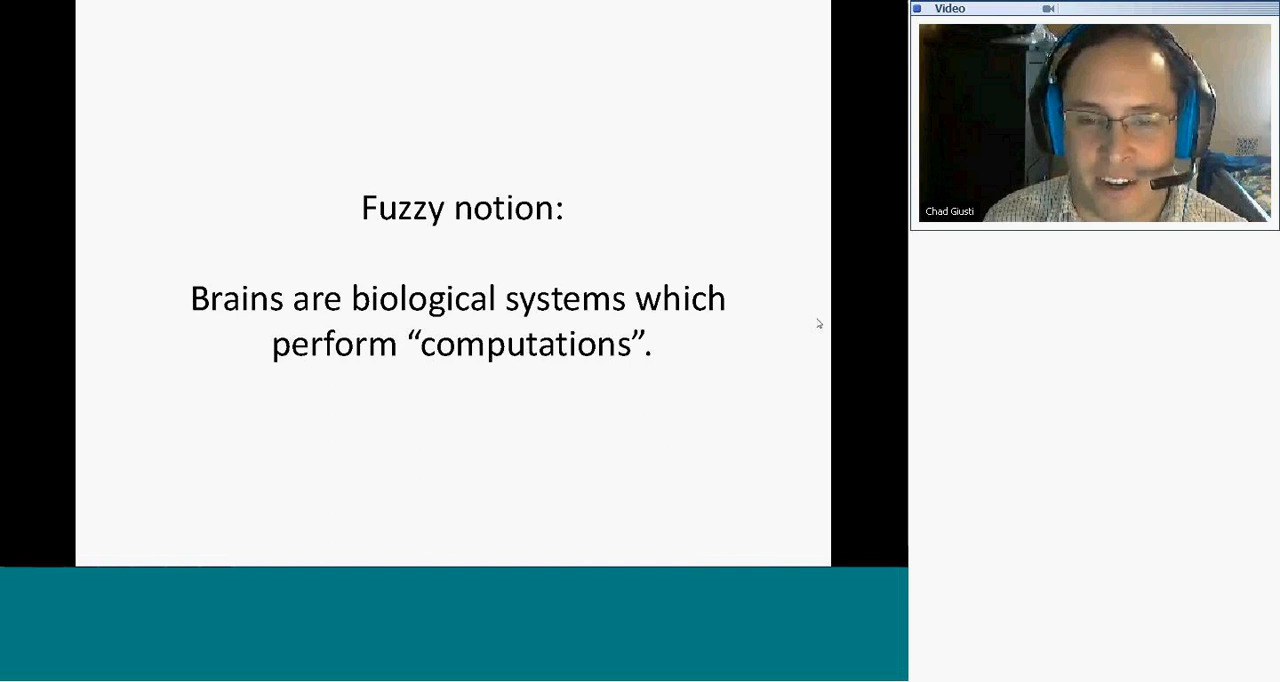 Fuzzy notion:
Brains are biological systems which
perform “computations”.
Video
Chad Giusti